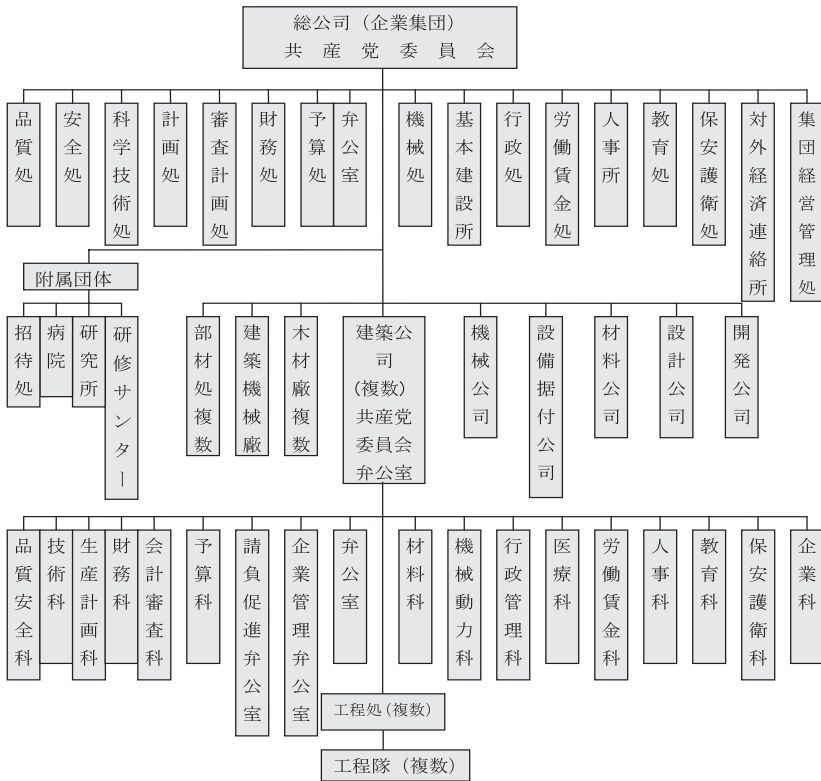 総公司（企業集団）
共産党委員会
品質処
安全処
科学技術処
計画処
審査計画処
財務処
予算処
弁公室
機械処
基本建設所
行政処
労働賃金処
人事所
教育処
保安護衛処
対外経済連絡所
集団経営管理処
附属団体
招待処
病院
研究所
研修サンター
部材処複数
建築機械廠
木材廠複数
建築公
司
(複数)
共産党
委員会
弁公室
機械公司
設備据付公司
材料公司
設計公司
開発公司
品質安全科
技術科
生産計画科
財務科
会計審査科
予算科
請負促進弁公室
企業管理弁公室
弁公室
材料科
機械動力科
行政管理科
医療科
労働賃金科
人事科
教育科
保安護衛科
企業科
工程処(複数)
工程隊（複数）